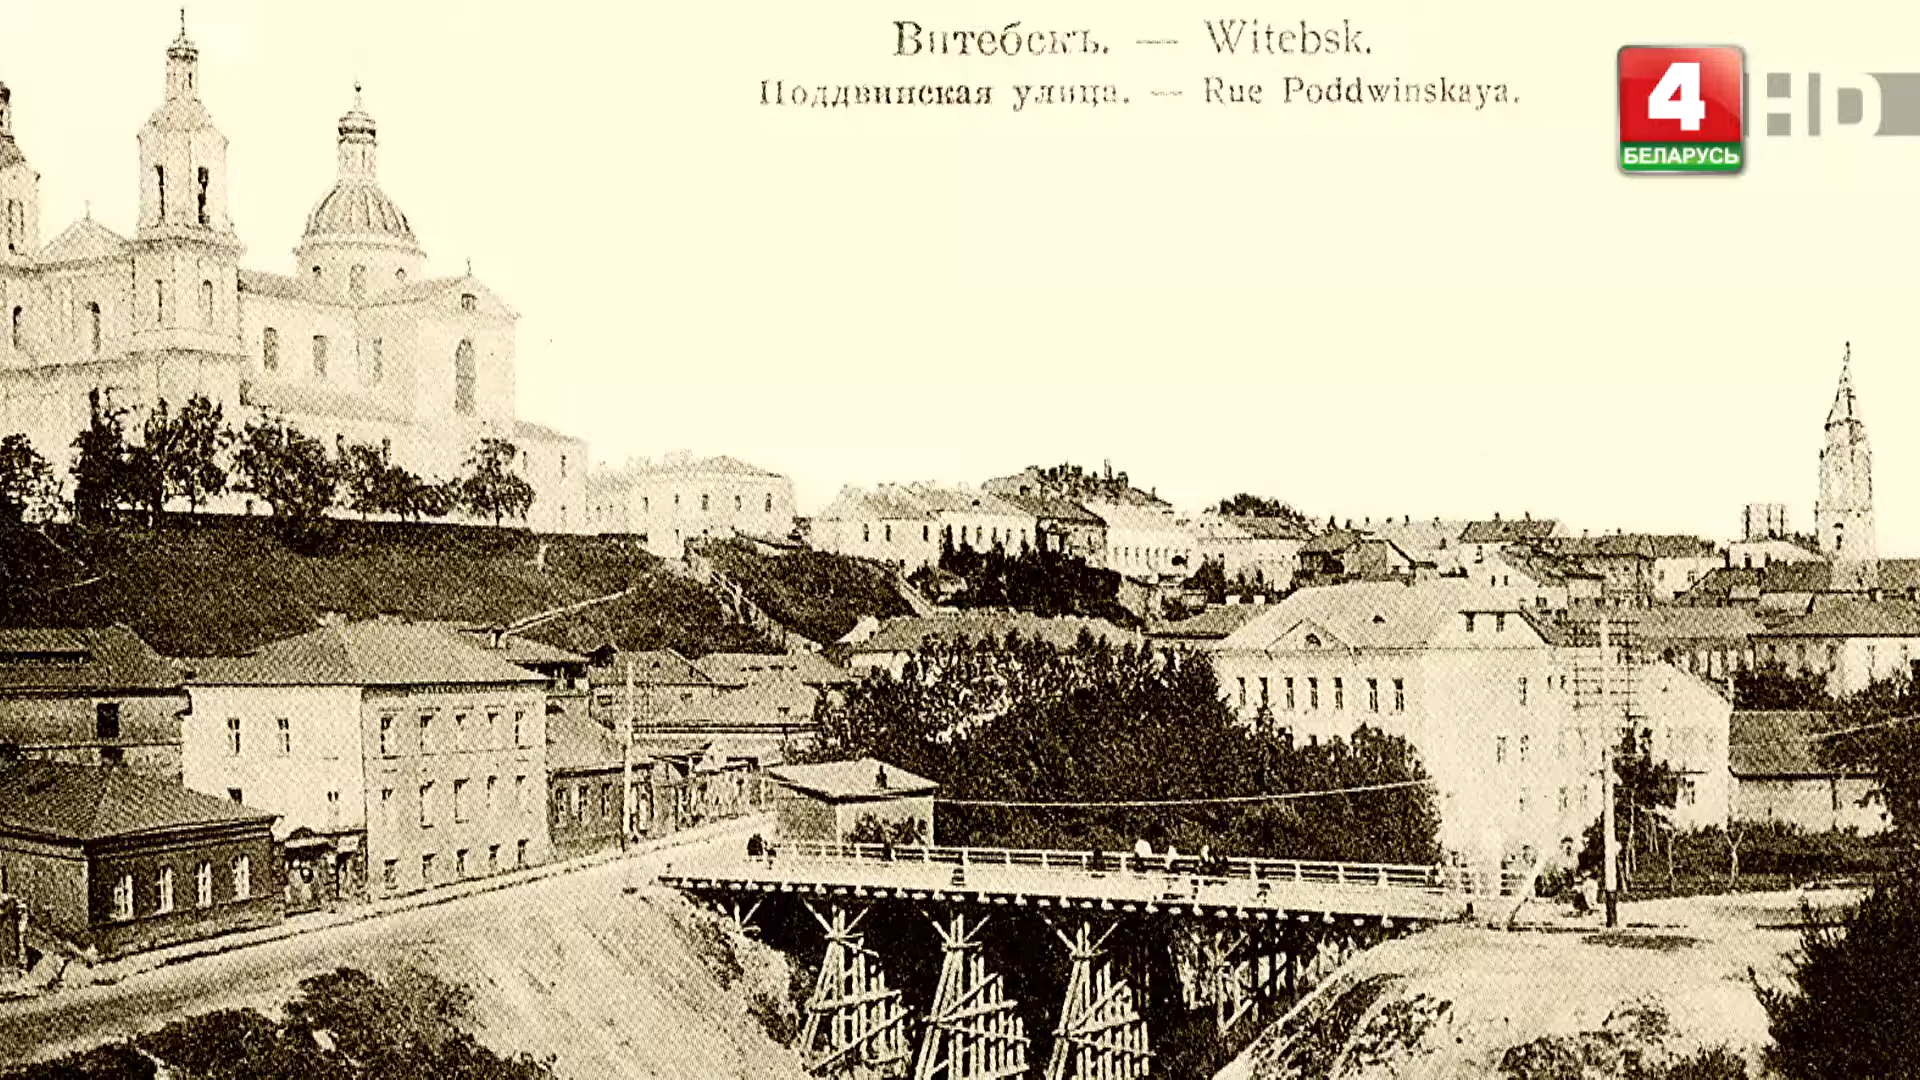 Витебскъ. — Witebsk.
Поддвинская улица. — Rue Poddwinskaya.
4 HD
БЕЛАРУСЬ